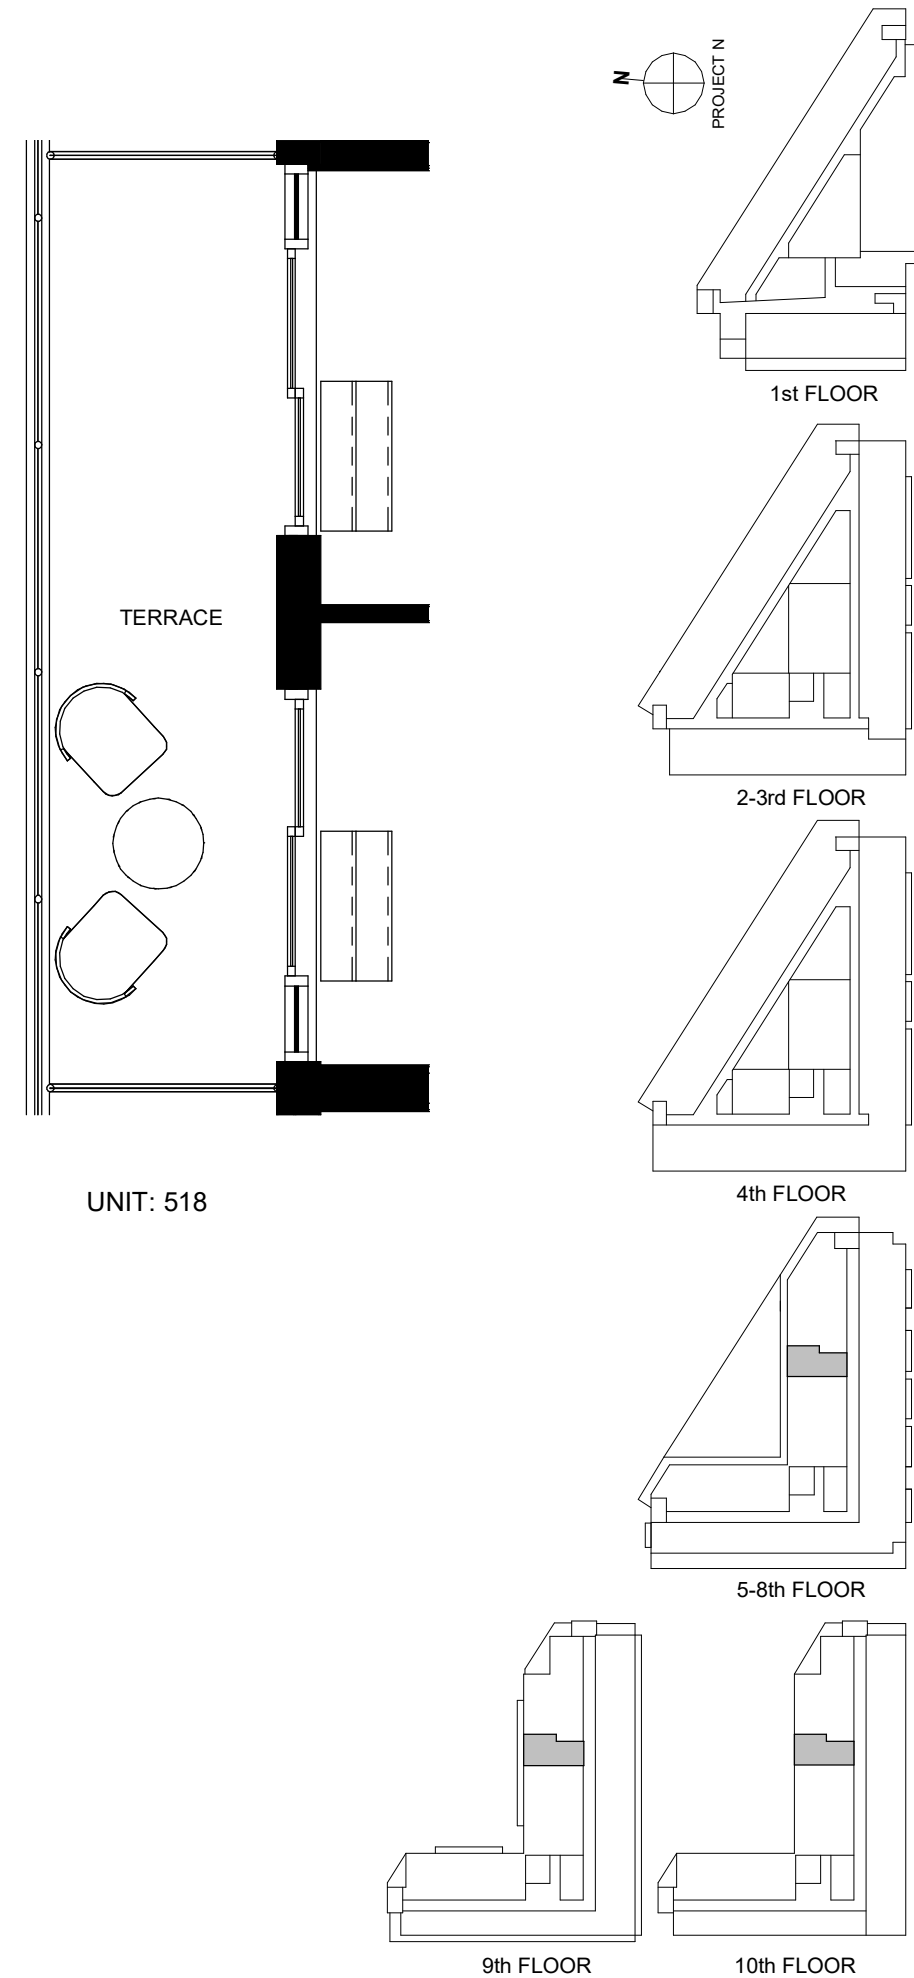 N
PROJECT N
1st FLOOR
TERRACE
2-3rd FLOOR
4th FLOOR
UNIT: 518
5-8th FLOOR
9th FLOOR
10th FLOOR